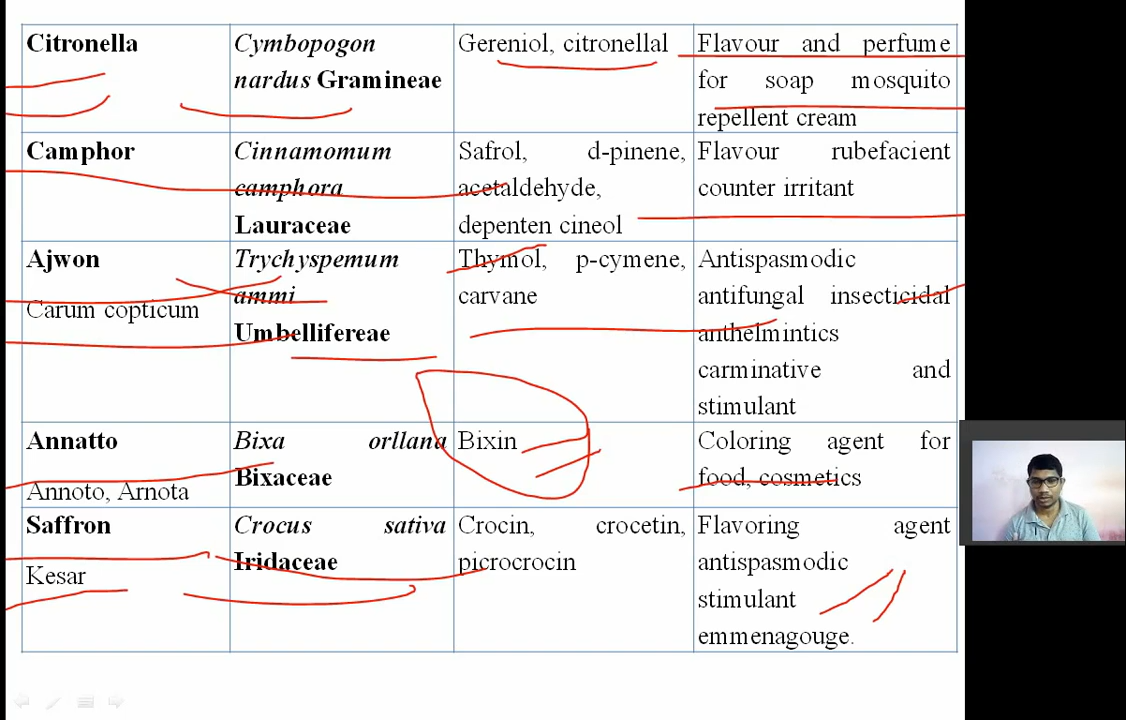 Citronella
Cymbopogon
nardus Gramineae
Gereniol, citronellal
Flavour and perfume
for soap mosquito
repellent cream
Camphor
Cinnamomum
camphora
Lauraceae
Safrol, d-pinene,
acetaldehyde,
depenten cineol
Flavour rubefacient
counter irritant
Ajwon
Carum copticum
Trychyspemum
ammi
Umbellifereae
Thymol, p-cymene,
carvane
Antispasmodic
antifungal insecticidal
anthelmintics
carminative and
stimulant
Annatto
Annoto, Arnota
Bixa orllana
Bixaceae
Bixin
Coloring agent for
food, cosmetics
Saffron
Kesar
Crocus sativa
Iridaceae
Crocin, crocetin,
picrocrocin
Flavoring agent
antispasmodic
stimulant
emmenagouge.